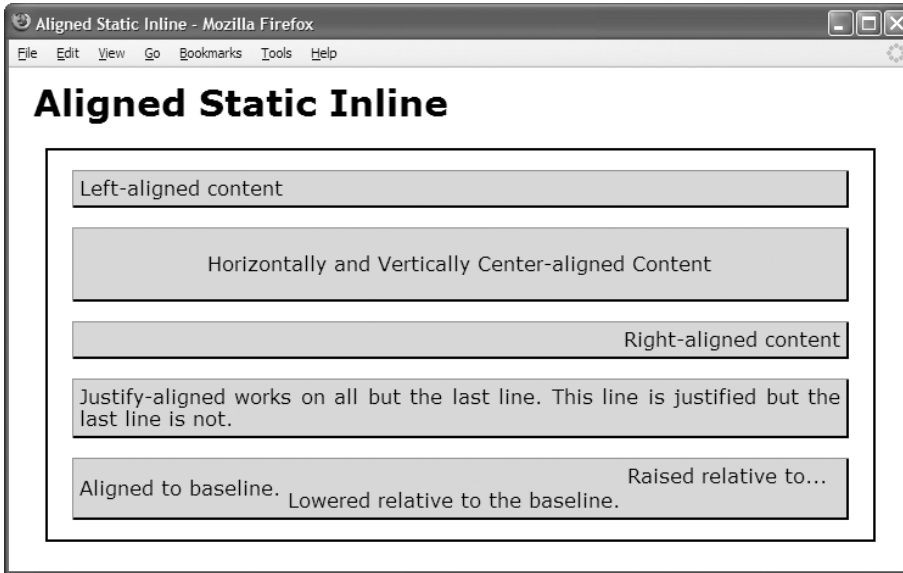 Aligned Static Inline - Mozilla Firefox
File Edit View Go Bookmarks Tools Help
Aligned Static Inline
Left-aligned content
Horizontally and Vertically Center-aligned Content
Right-aligned content
Justify-aligned works on all but the last line. This line is justified but the
last line is not.
Aligned to baseline. Lowered relative to the baseline. Raised relative to...